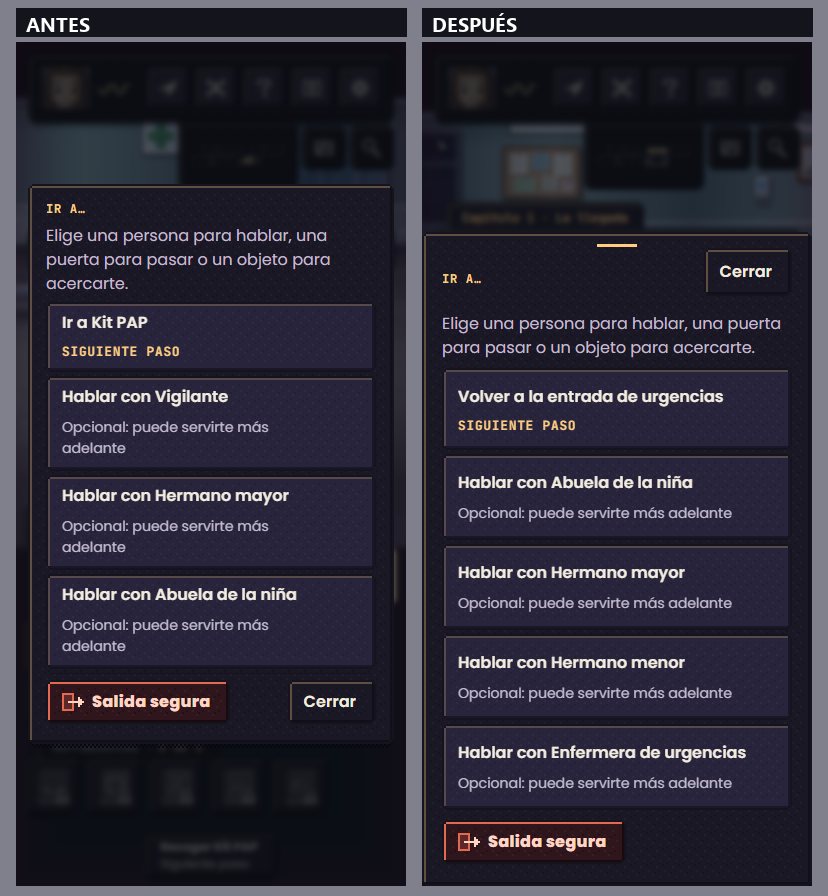 ANTES
IR A…
Elige una persona para hablar, una
puerta para pasar o un objeto para
acercarte.
Ir a Kit PAP
SIGUIENTE PASO
Hablar con Vigilante
Opcional: puede servirte más
adelante
Hablar con Hermano mayor
Opcional: puede servirte más
adelante
Hablar con Abuela de la niña
Opcional: puede servirte más
adelante
Salida segura
Cerrar
DESPUÉS
Capítulo 1 - La llegada
Cerrar
IR A…
Elige una persona para hablar, una puerta
para pasar o un objeto para acercarte.
Volver a la entrada de urgencias
SIGUIENTE PASO
Hablar con Abuela de la niña
Opcional: puede servirte más adelante
Hablar con Hermano mayor
Opcional: puede servirte más adelante
Hablar con Hermano menor
Opcional: puede servirte más adelante
Hablar con Enfermera de urgencias
Opcional: puede servirte más adelante
Salida segura